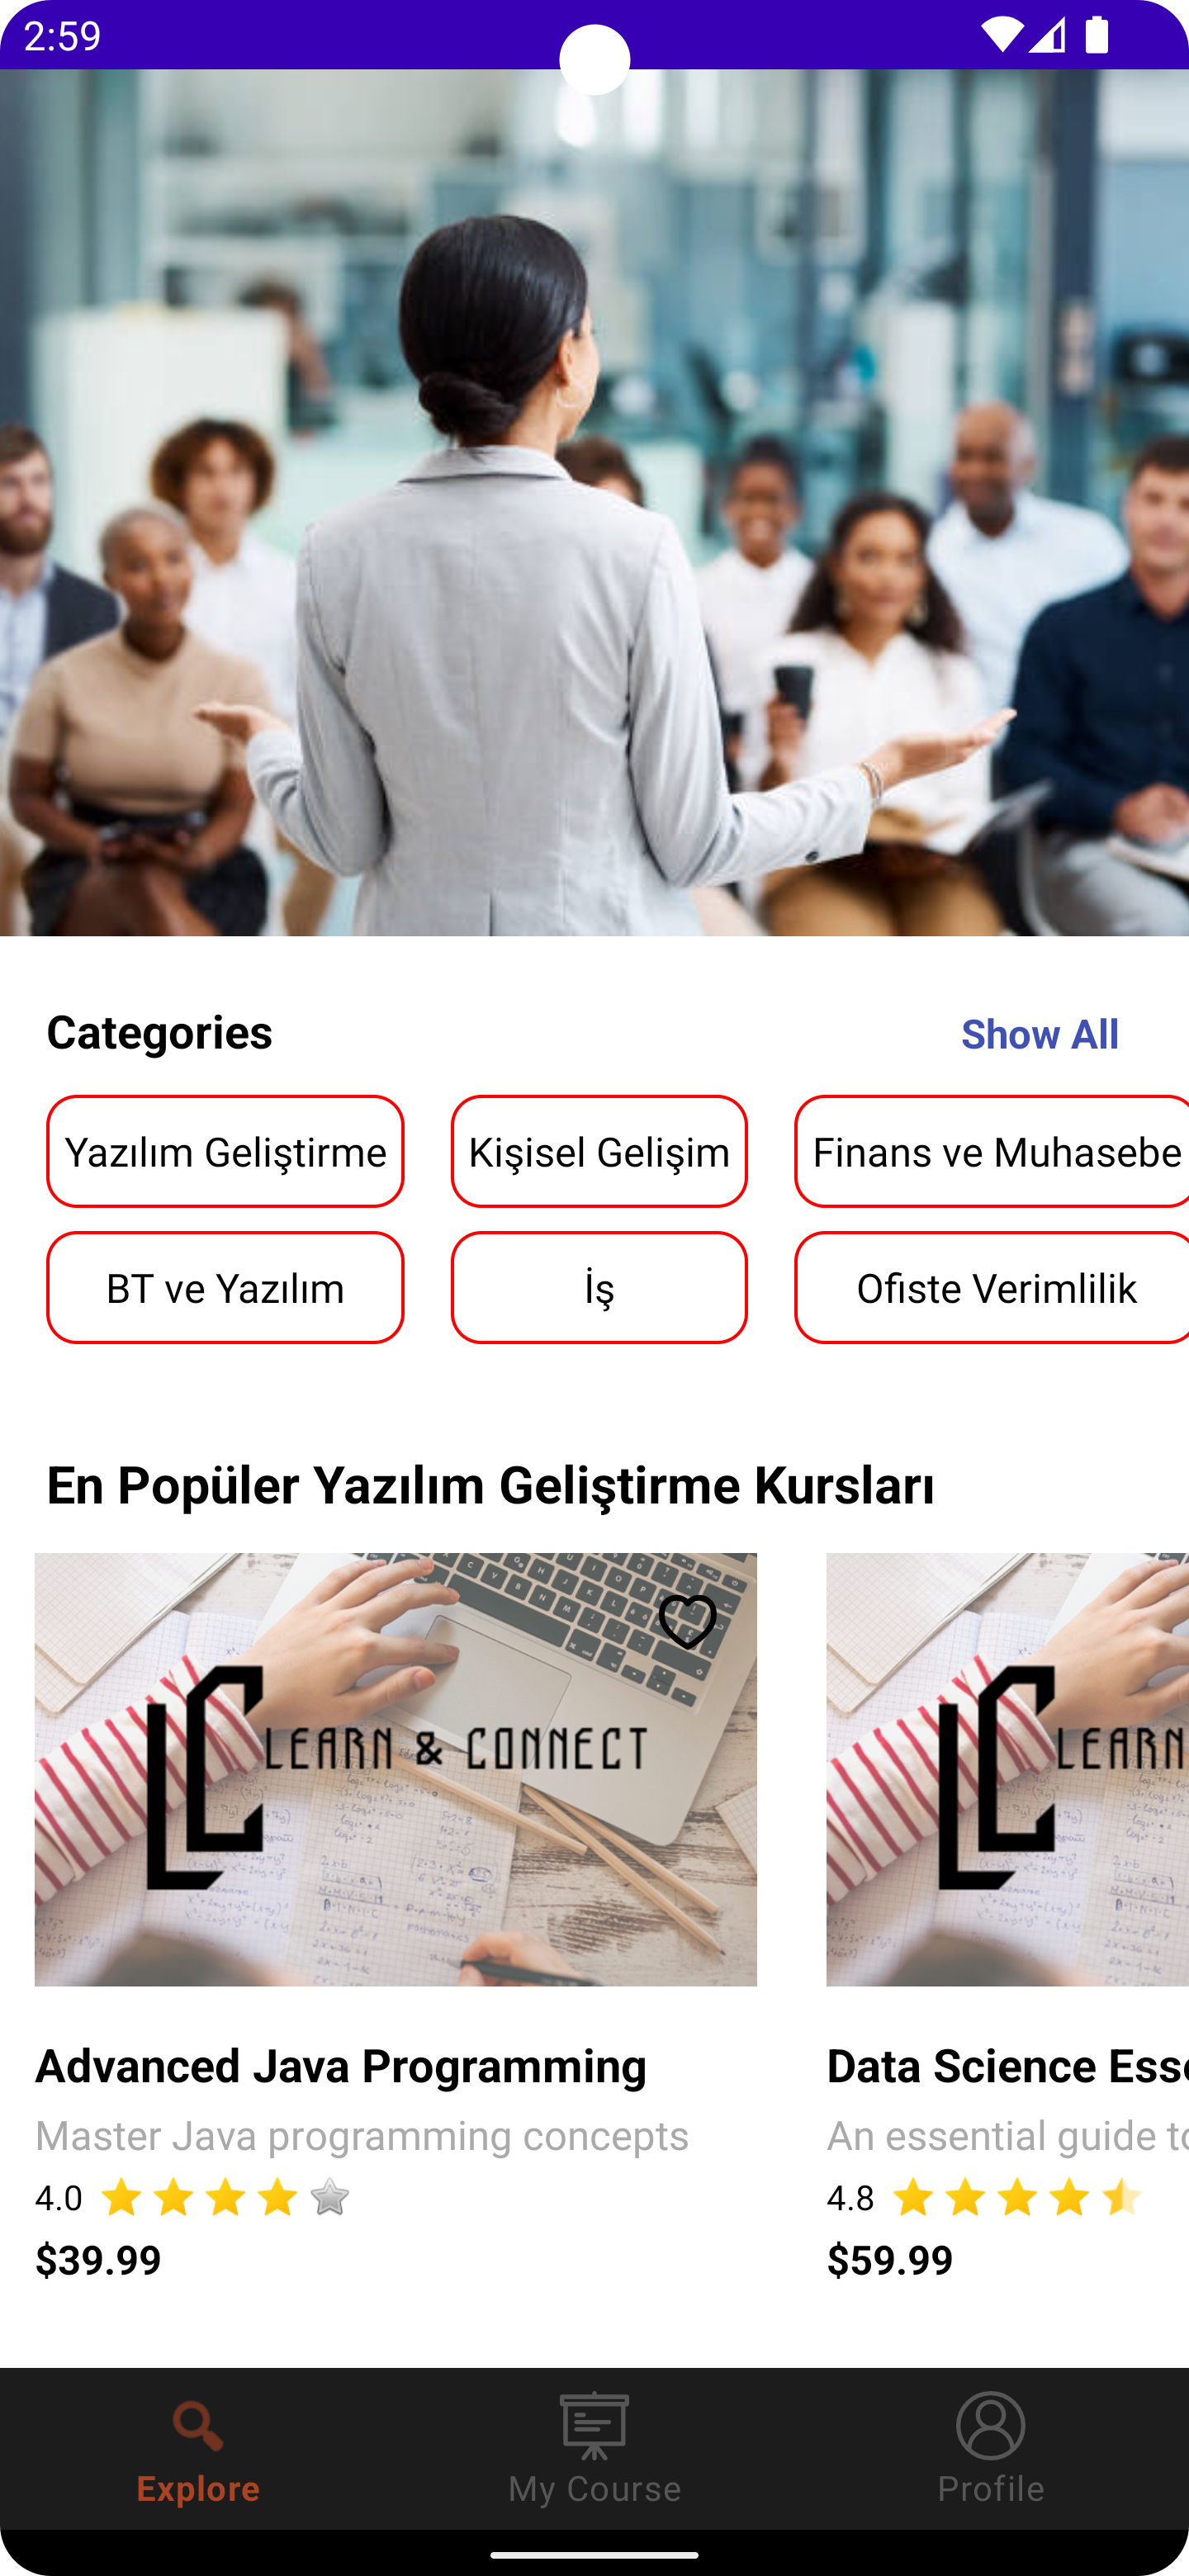 2:59
Categories
Show All
Yazılım Geliştirme
Kişisel Gelişim
Finans ve Muhasebe
BT ve Yazılım
İş
Ofiste Verimlilik
En Popüler Yazılım Geliştirme Kursları
LC LEARN & CONNECT
LC LEARN
Advanced Java Programming
Master Java programming concepts
4.0
$39.99
Data Science
An essential guide
4.8
$59.99
Explore
My Course
Profile